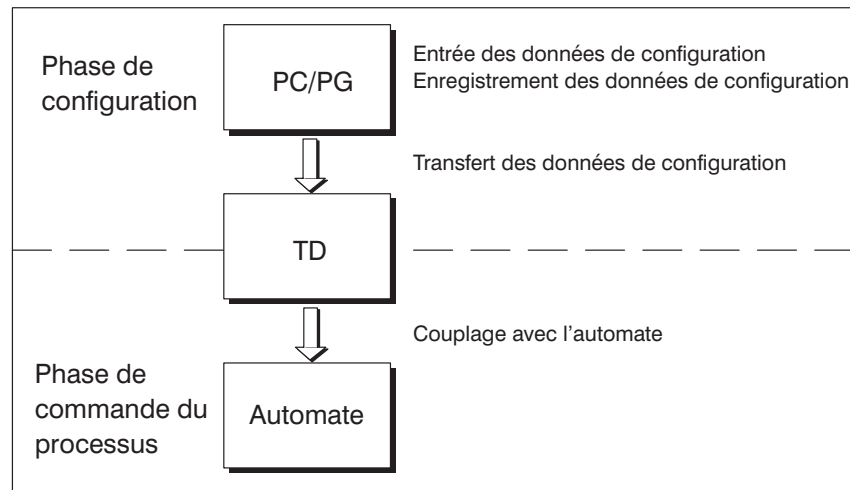 Phase de
configuration
PC/PG
Entrée des données de configuration
Enregistrement des données de configuration
Transfert des données de configuration
TD
Couplage avec l’automate
Phase de
commande du
processus
Automate